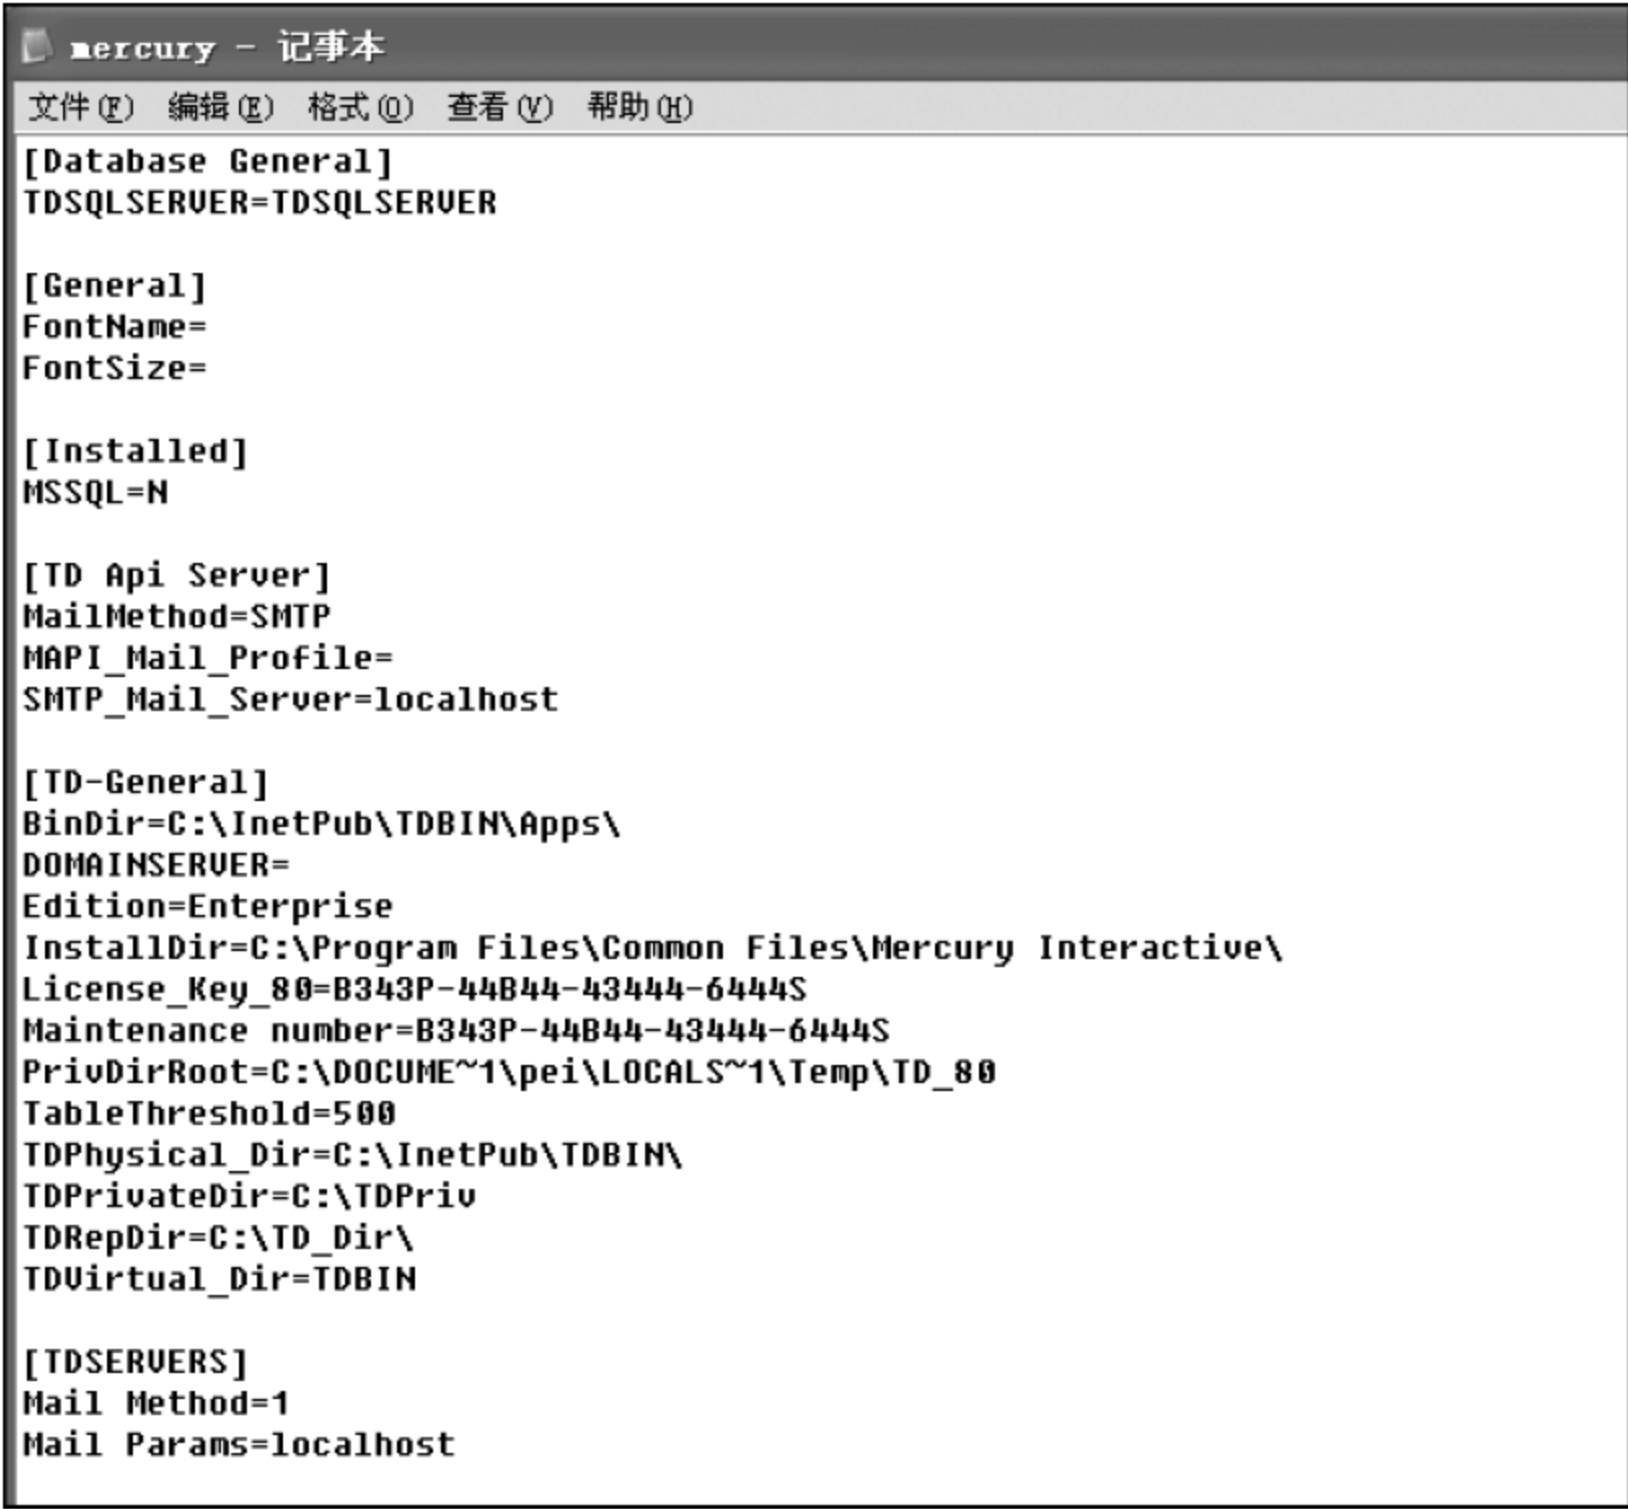 mercury - 记事本
文件(F) 编辑(E) 格式(O) 查看(V) 帮助(H)
[Database General]
TDSQLSERVER=TDSQLSERVER
[General]
FontName=
FontSize=
[Installed]
MSSQL=N
[TD Api Server]
MailMethod=SMTP
MAPI_Mail_Profile=
SMTP_Mail_Server=localhost
[TD-General]
BinDir=C:\InetPub\TDBIN\Apps\
DOMAINSERVER=
Edition=Enterprise
InstallDir=C:\Program Files\Common Files\Mercury Interactive\
License_Key_80=B343P-44B44-43444-6444S
Maintenance number=B343P-44B44-43444-6444S
PrivDirRoot=C:\DOCUME~1\pei\LOCALS~1\Temp\TD_80
TableThreshold=500
TDPhysical_Dir=C:\InetPub\TDBIN\
TDPrivateDir=C:\TDPriv
TDRepDir=C:\TD_Dir\
TDVirtual_Dir=TDBIN
[TDSERVERS]
Mail Method=1
Mail Params=localhost